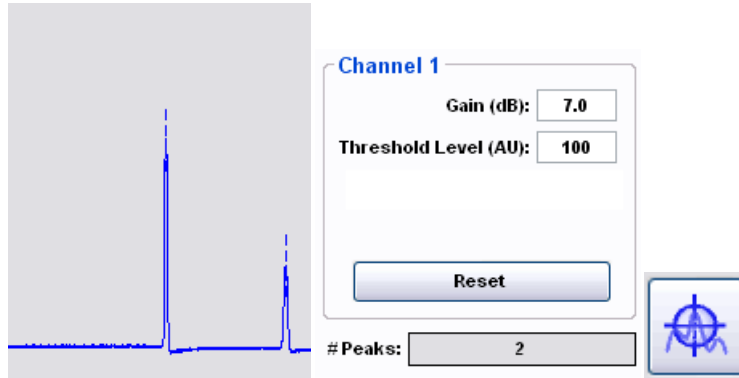 Channel 1
Gain (dB): 7.0
Threshold Level (AU): 100
Reset
# Peaks: 2